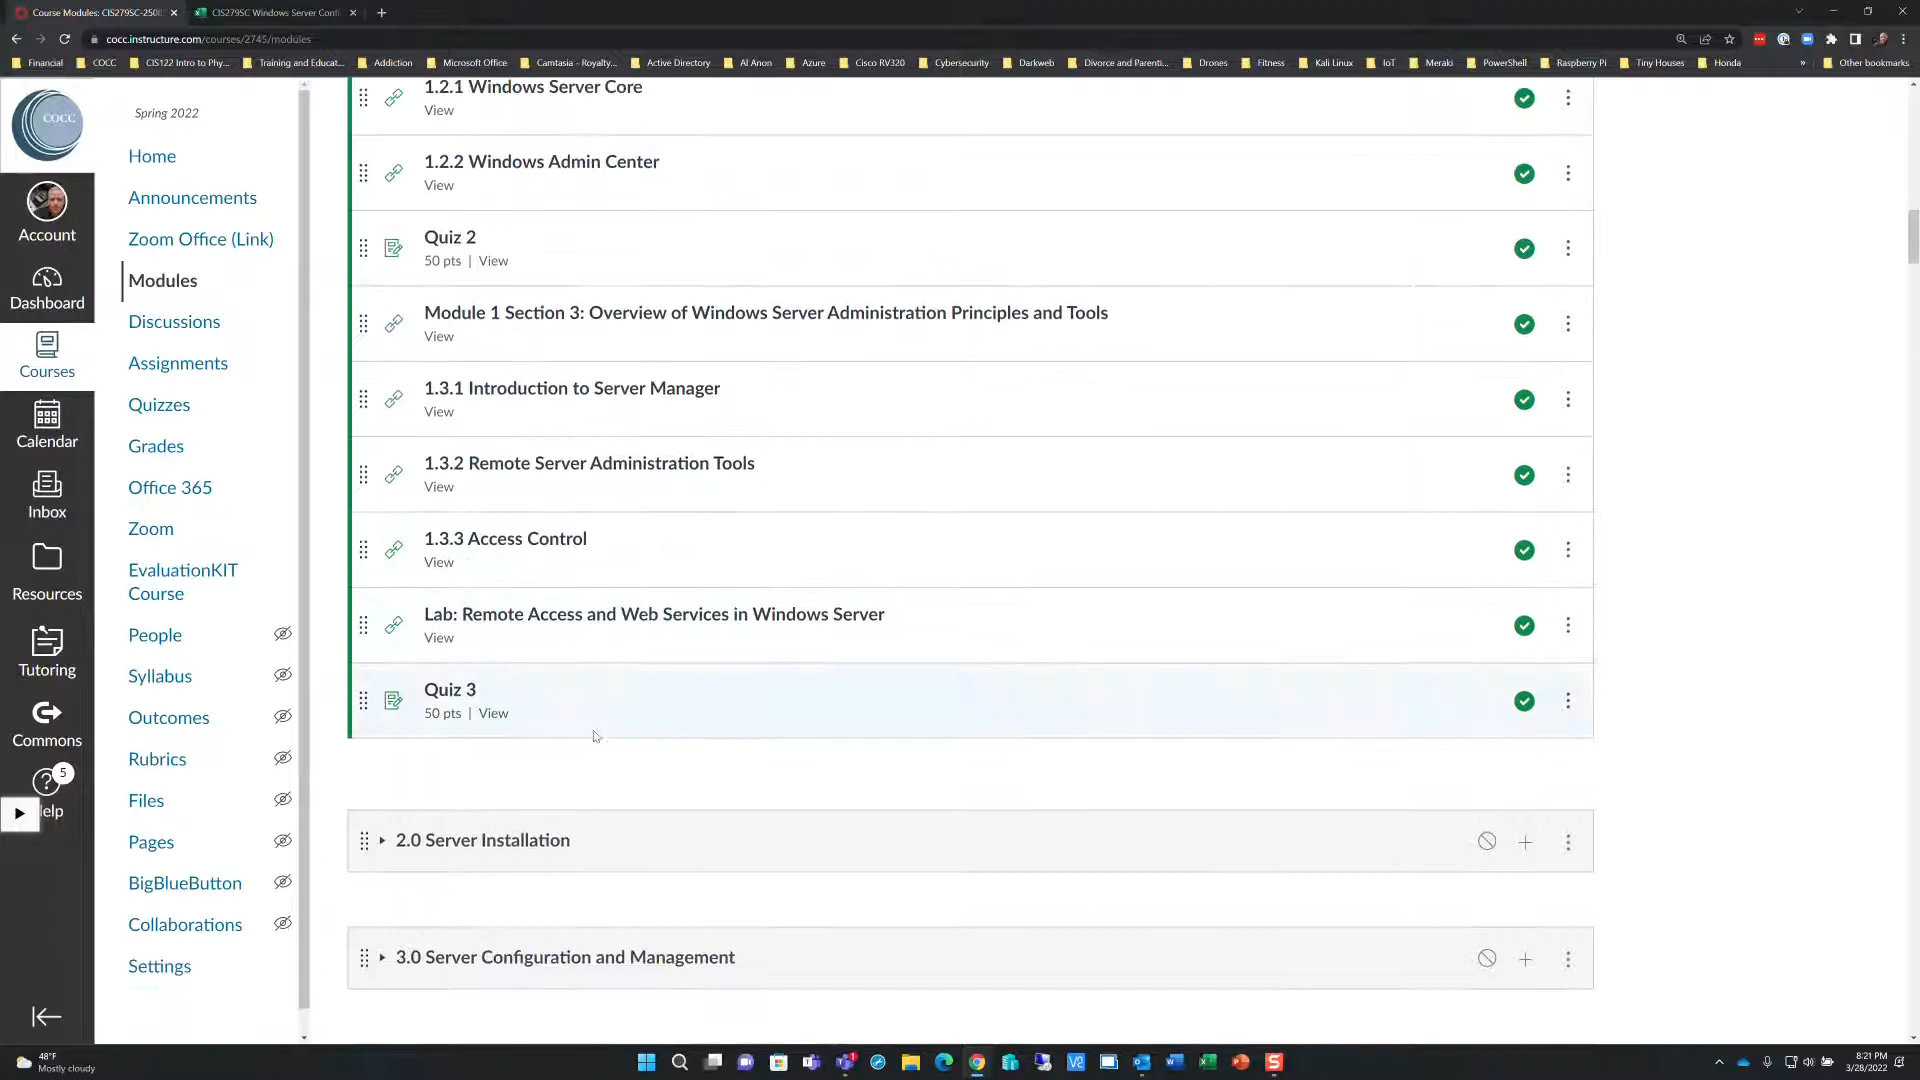 Course Modules: CIS279SC-2508
CIS279SC Windows Server Confi
cocc.instructure.com/courses/2745/modules
Financial
COCC
CIS122 Intro to Phy...
Training and Educat...
Addiction
Microsoft Office
Camtasia - Royalty...
Active Directory
Al Anon
Azure
Cisco RV320
Cybersecurity
Darkweb
Divorce and Parenti...
Drones
Fitness
Kali Linux
IoT
Meraki
PowerShell
Raspberry Pi
Tiny Houses
Honda
»
Other bookmarks
COCC
Account
Dashboard
Courses
Calendar
Inbox
Resources
Tutoring
Commons
5
elp
Spring 2022
Home
Announcements
Zoom Office (Link)
Modules
Discussions
Assignments
Quizzes
Grades
Office 365
Zoom
EvaluationKIT
Course
People
Syllabus
Outcomes
Rubrics
Files
Pages
BigBlueButton
Collaborations
Settings
1.2.1 Windows Server Core
View
1.2.2 Windows Admin Center
View
Quiz 2
50 pts | View
Module 1 Section 3: Overview of Windows Server Administration Principles and Tools
View
1.3.1 Introduction to Server Manager
View
1.3.2 Remote Server Administration Tools
View
1.3.3 Access Control
View
Lab: Remote Access and Web Services in Windows Server
View
Quiz 3
50 pts | View
2.0 Server Installation
3.0 Server Configuration and Management
48°F
Mostly cloudy
8:21 PM
3/28/2022